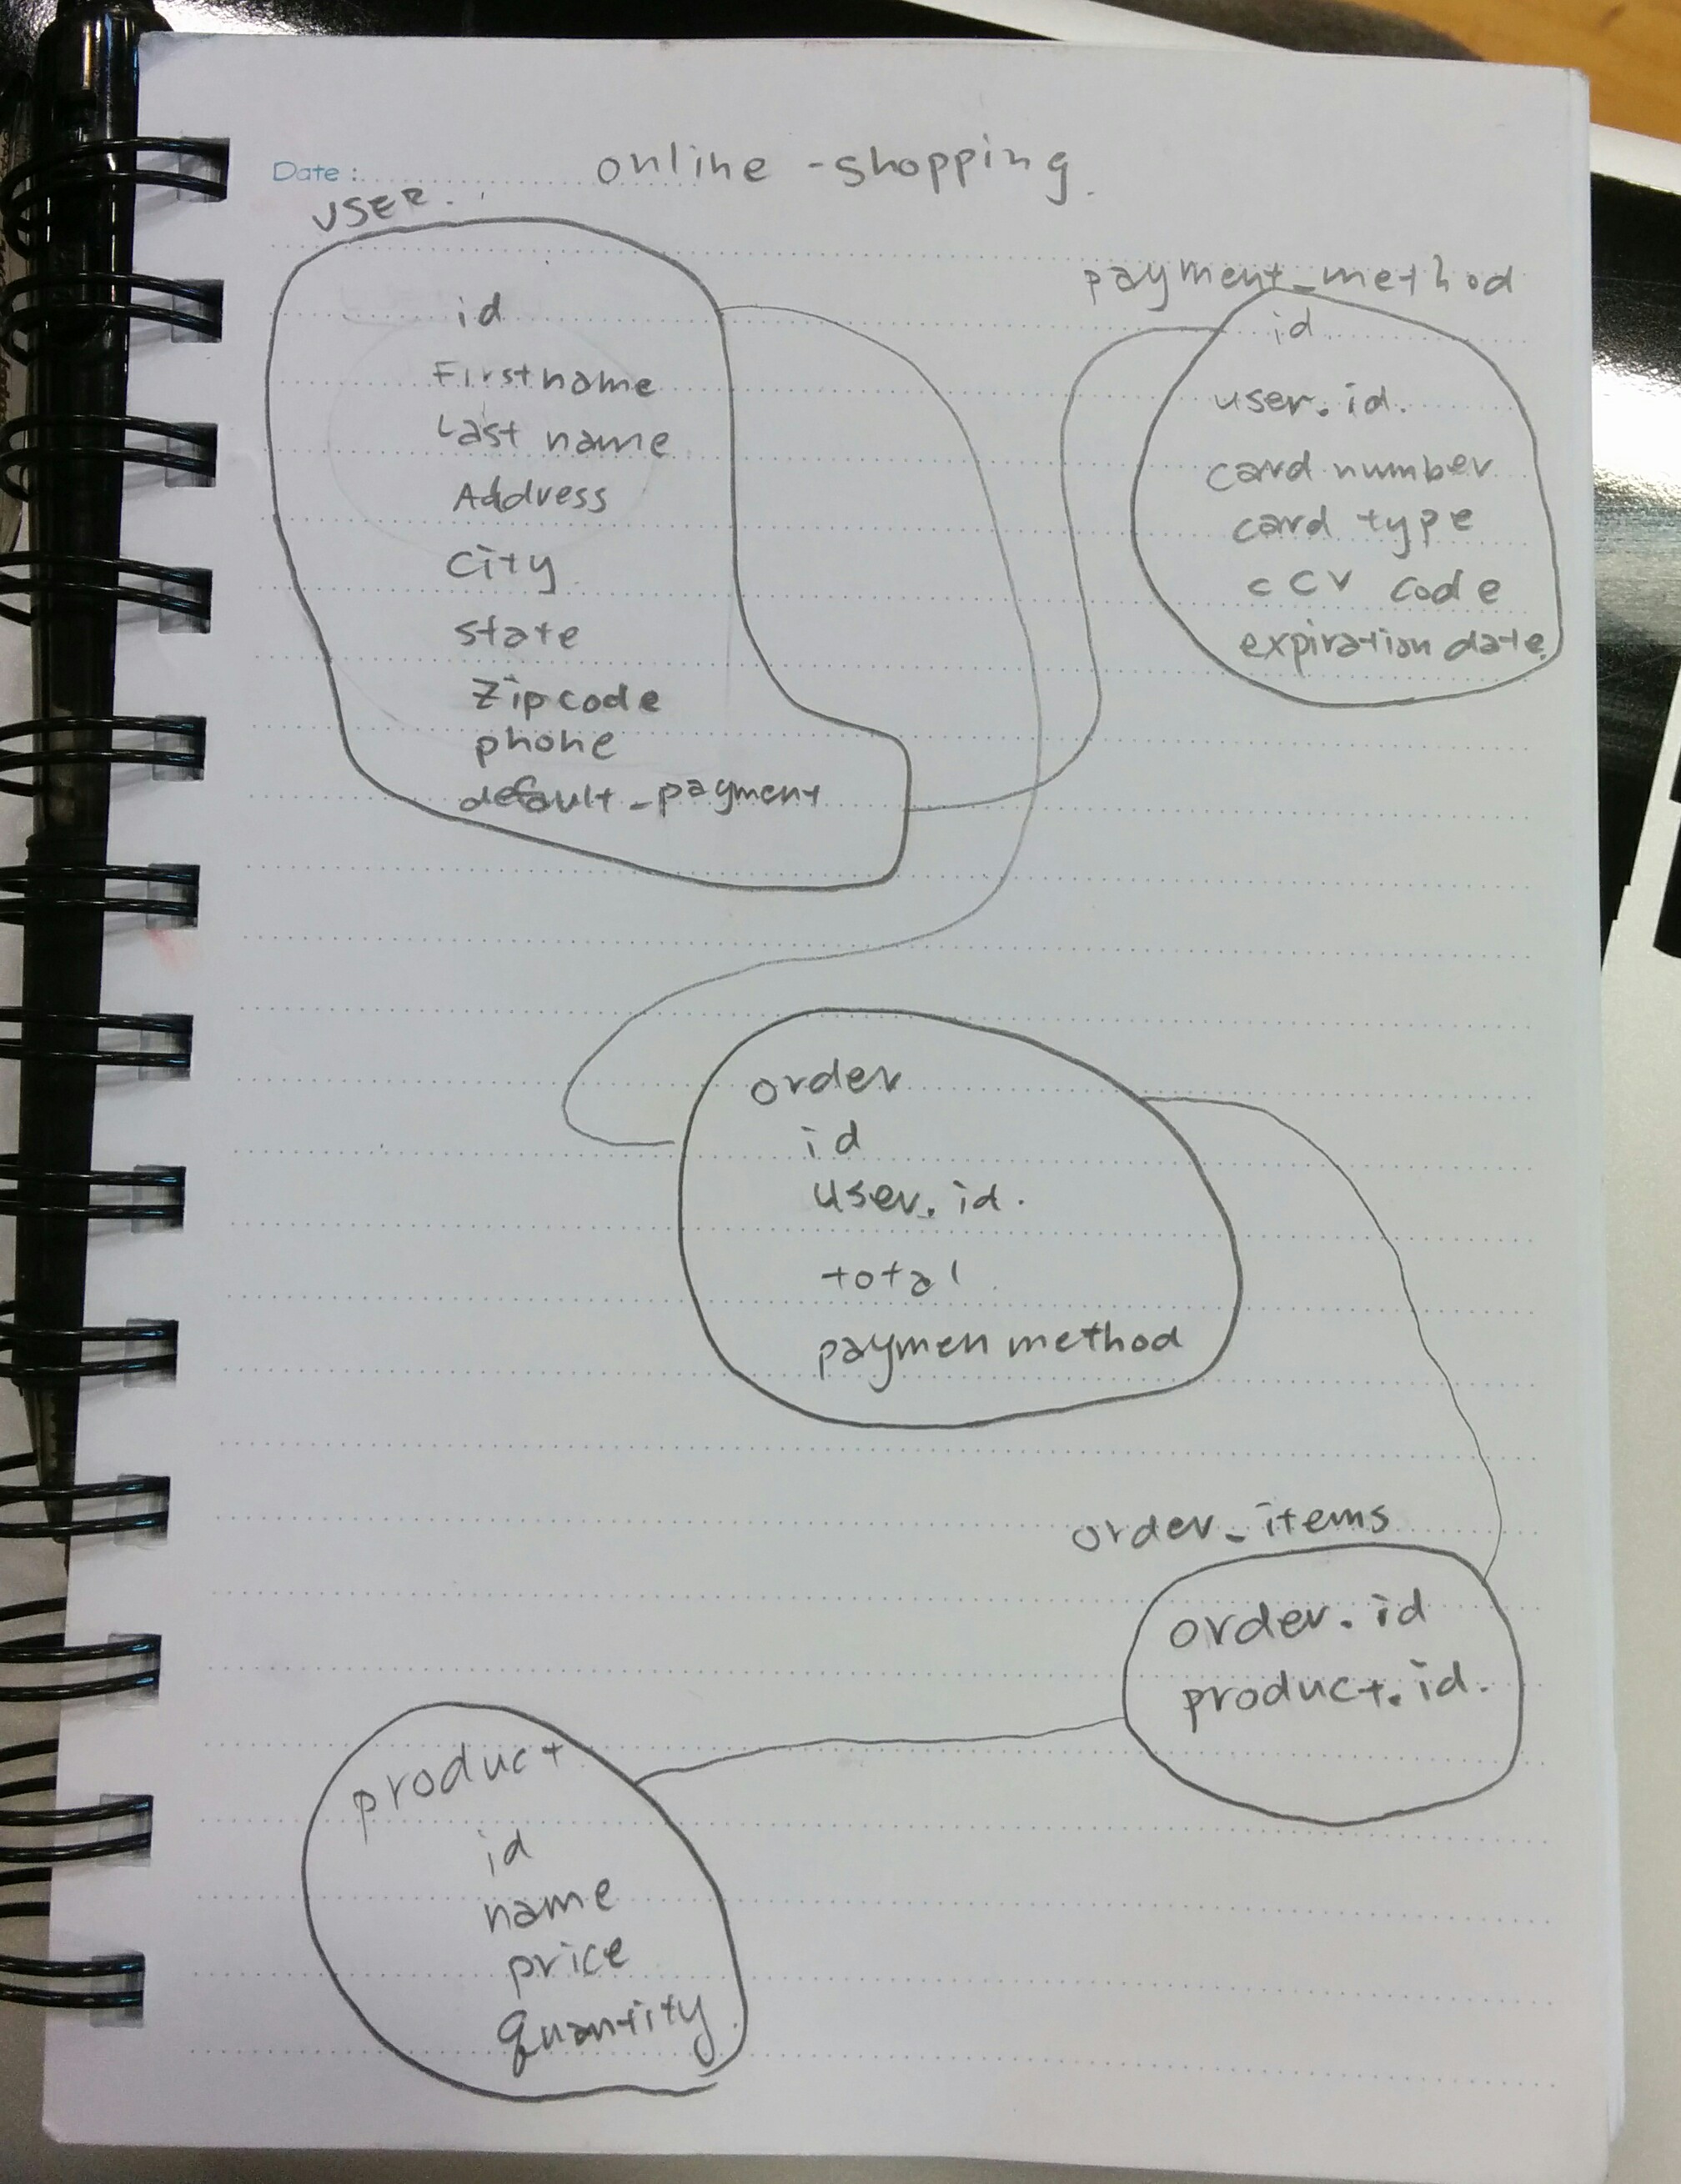 Date :
online - shopping.
USER.
id
Firstname
Last name
Address
City
state
Zip code
phone
default_payment
payment_method
id
user.id.
card number
card type
cCV code
expiration date.
order
id
user.id.
total
paymen method
order_items
order.id
product.id.
product
id
name
price
quantity.